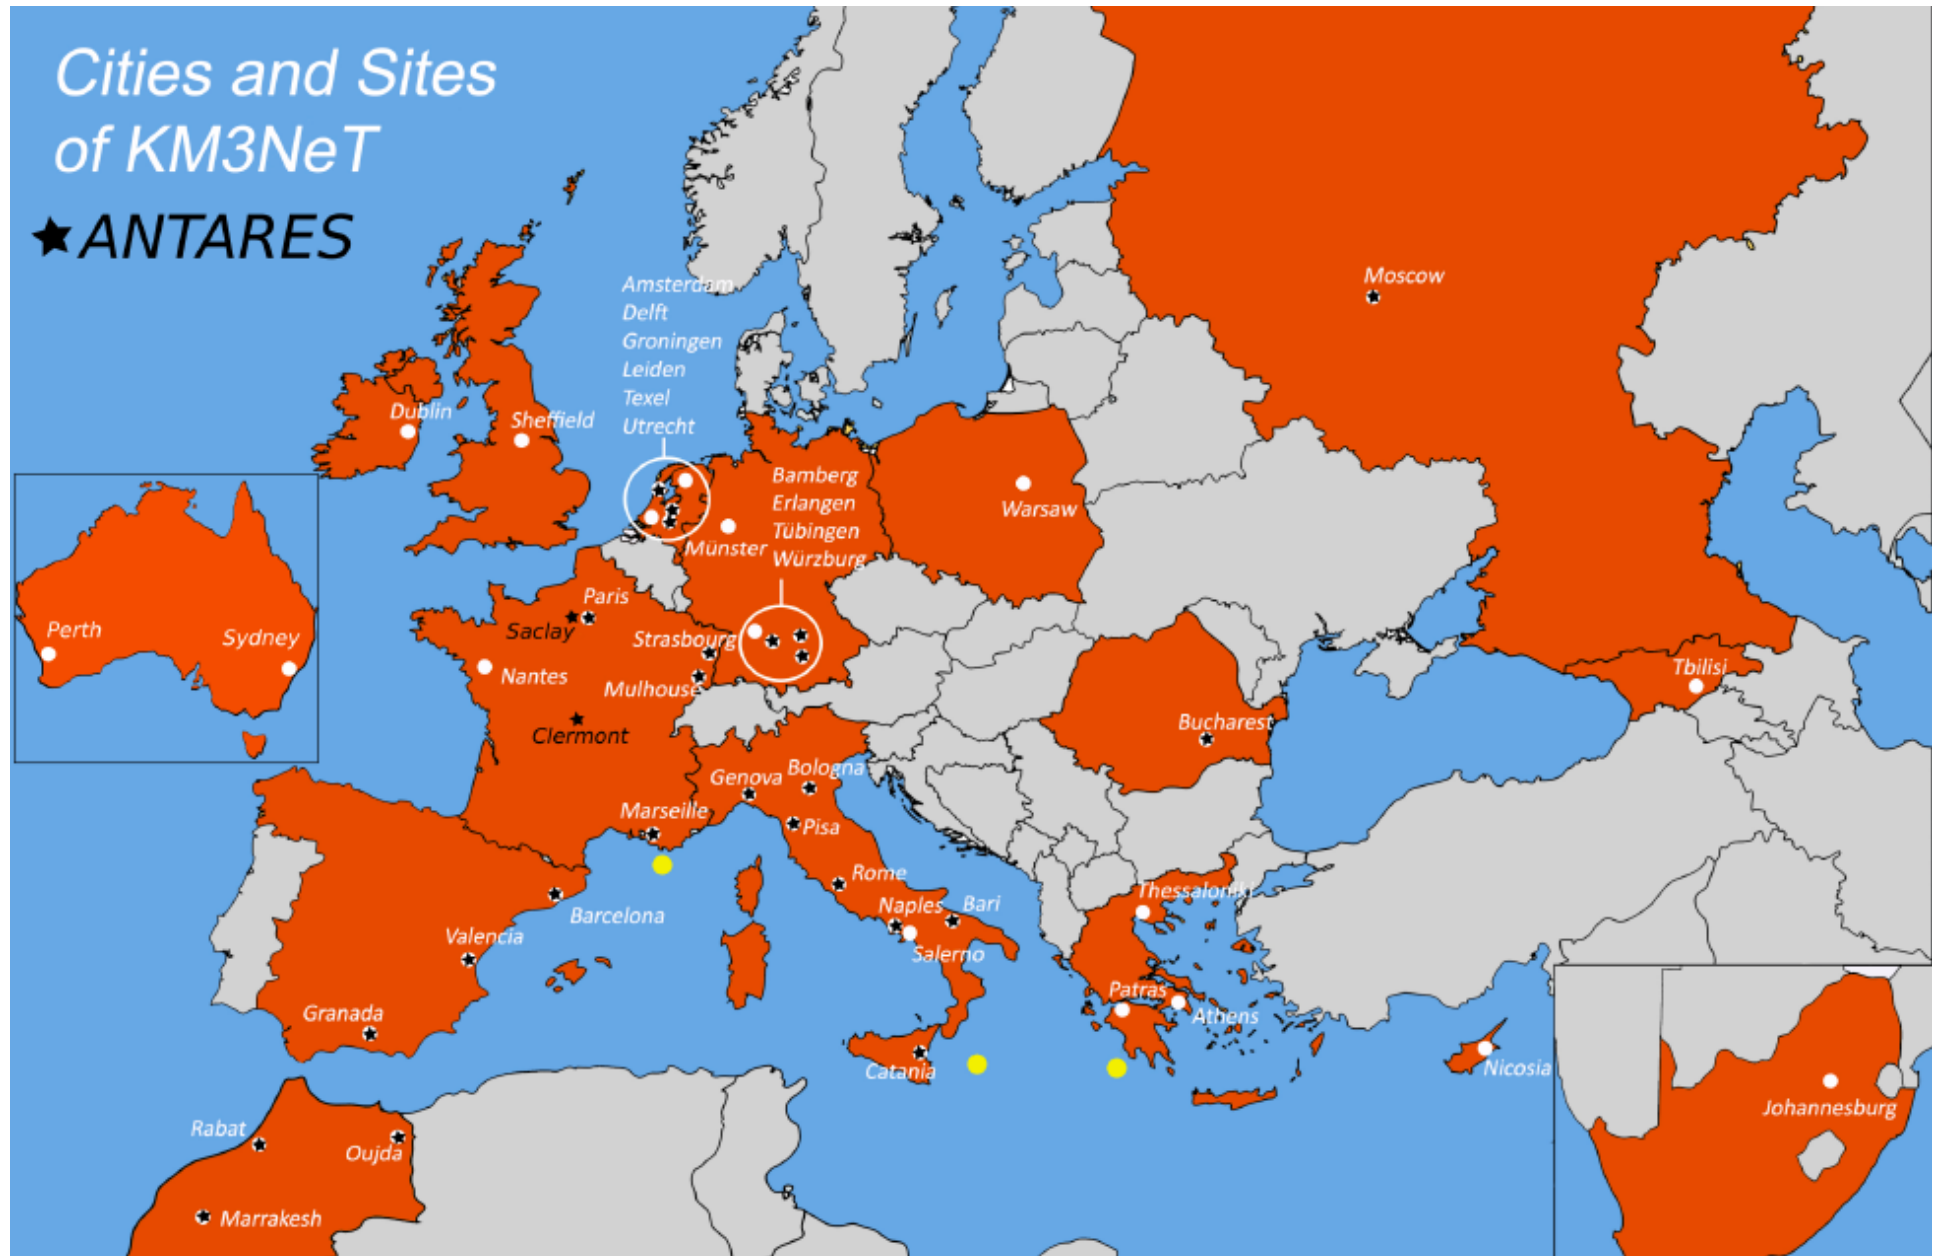 Cities and Sites
of KM3NeT
★ANTARES
Moscow
Amsterdam
Delft
Groningen
Leiden
Texel
Utrecht
Dublin
Sheffield
Bamberg
Erlangen
Tübingen
Würzburg
Warsaw
Münster
Paris
Saclay
Strasbourg
Perth
Sydney
Nantes
Mulhouse
Tbilisi
Clermont
Bucharest
Genova
Bologna
Marseille
Pisa
Rome
Thessaloniki
Naples
Bari
Barcelona
Valencia
Salerno
Patras
Granada
Athens
Catania
Nicosia
Johannesburg
Rabat
Oujda
Marrakesh